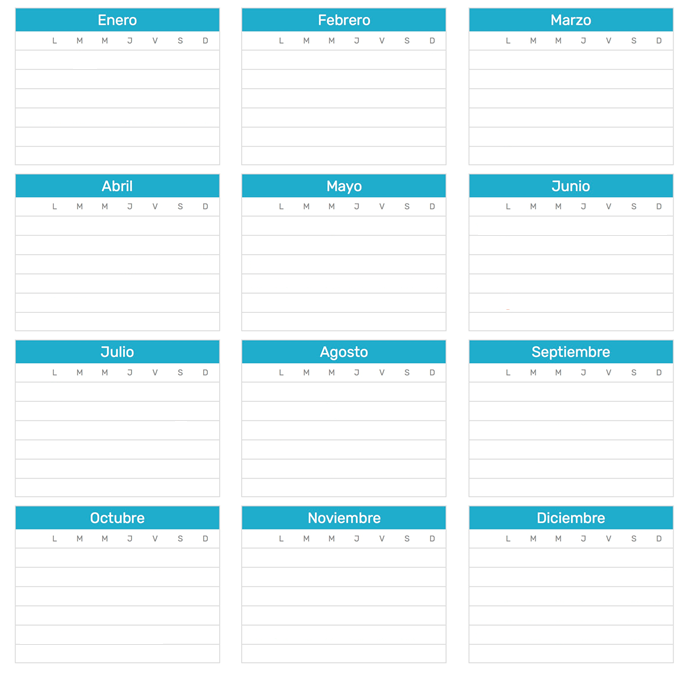 Enero Febrero Marzo
L M M J V S D L M M J V S D L M M J V S D
Abril Mayo Junio
L M M J V S D L M M J V S D L M M J V S D
Julio Agosto Septiembre
L M M J V S D L M M J V S D L M M J V S D
Octubre Noviembre Diciembre
L M M J V S D L M M J V S D L M M J V S D